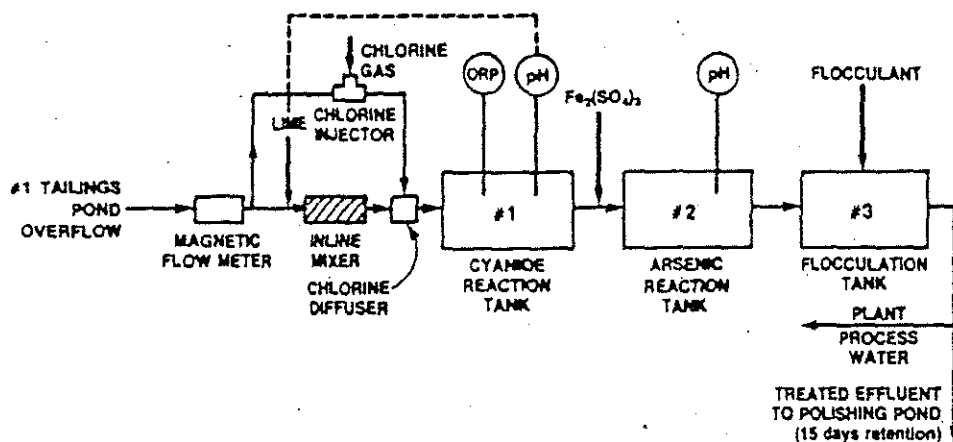 CHLORINE
GAS
ORP
pH
Fe₂(SO₄)₃
pH
FLOCCULANT
LIME
CHLORINE
INJECTOR
#1 TAILINGS
POND
OVERFLOW
MAGNETIC
FLOW METER
INLINE
MIXER
CHLORINE
DIFFUSER
#1
CYANIDE
REACTION
TANK
#2
ARSENIC
REACTION
TANK
#3
FLOCCULATION
TANK
PLANT
PROCESS
WATER
TREATED EFFLUENT
TO POLISHING POND
(15 days retention)